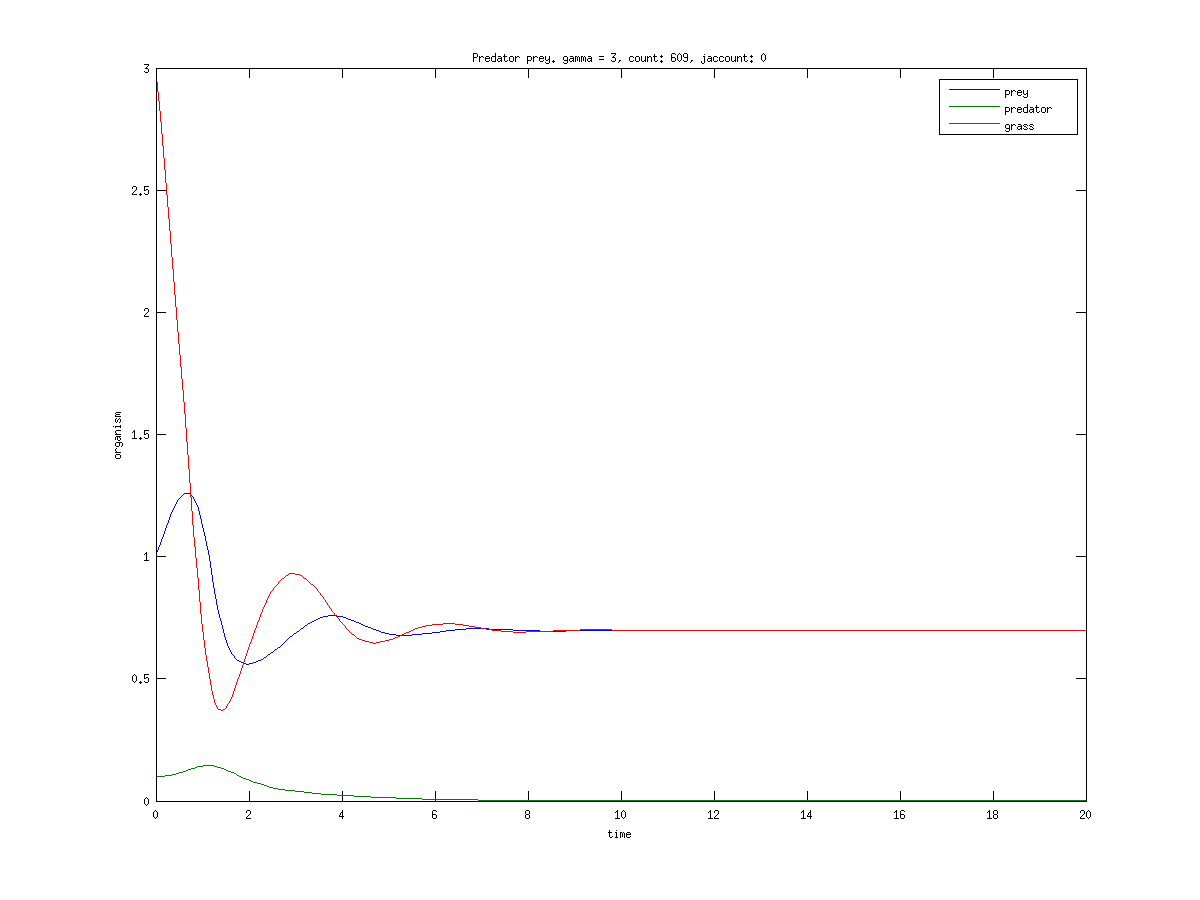 Predator prey. gamma = 3, count: 609, jaccount: 0
3
prey
predator
grass
2.5
2
1.5
organism
1
0.5
0
0 2 4 6 8 10 12 14 16 18 20
time